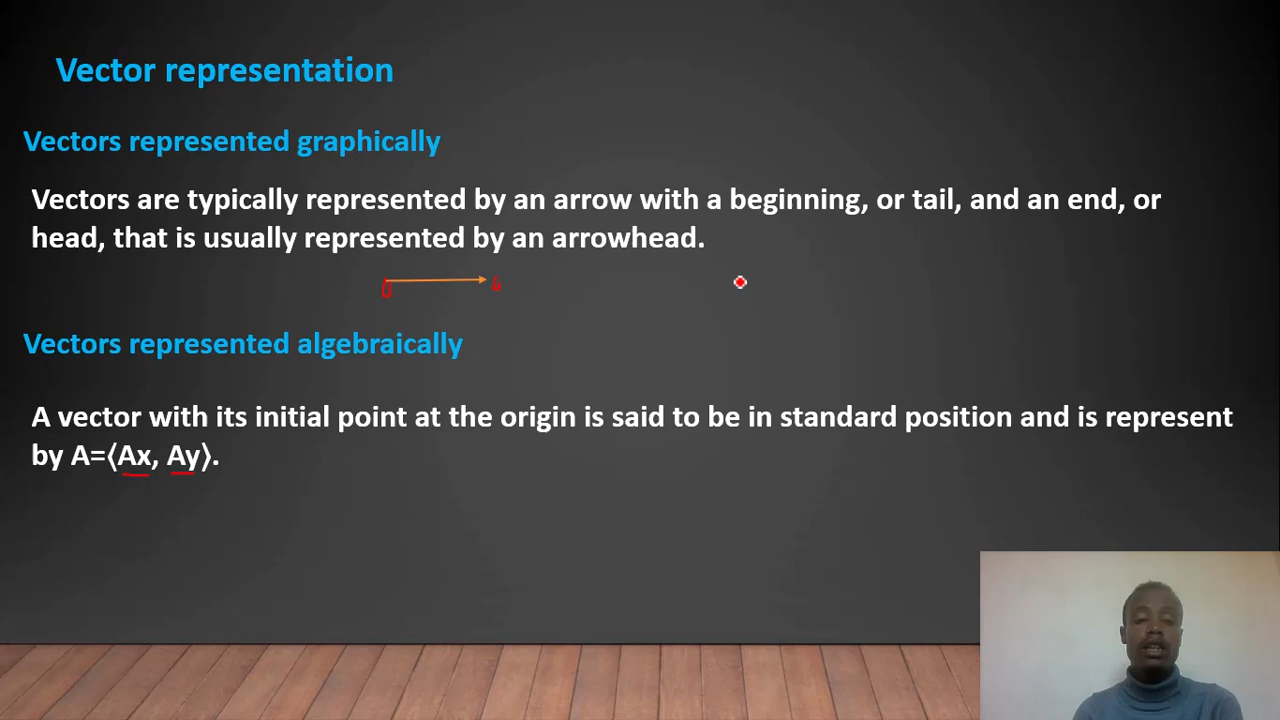 Vector representation
Vectors represented graphically
Vectors are typically represented by an arrow with a beginning, or tail, and an end, or
head, that is usually represented by an arrowhead.
Vectors represented algebraically
A vector with its initial point at the origin is said to be in standard position and is represent
by A=⟨Ax, Ay⟩.